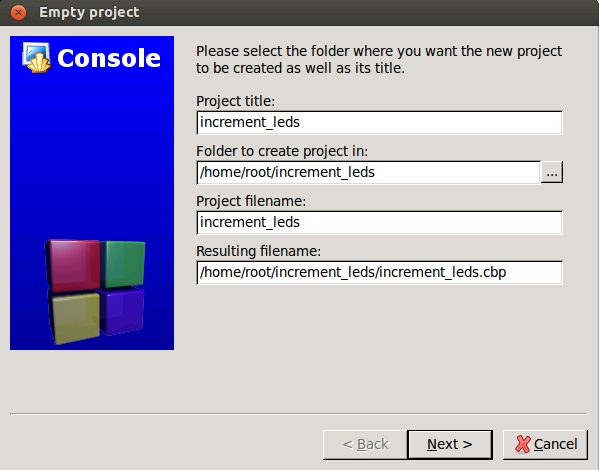 Empty project
Console
Please select the folder where you want the new project
to be created as well as its title.
Project title:
increment_leds
Folder to create project in:
/home/root/increment_leds
...
Project filename:
increment_leds
Resulting filename:
/home/root/increment_leds/increment_leds.cbp
< Back
Next >
Cancel